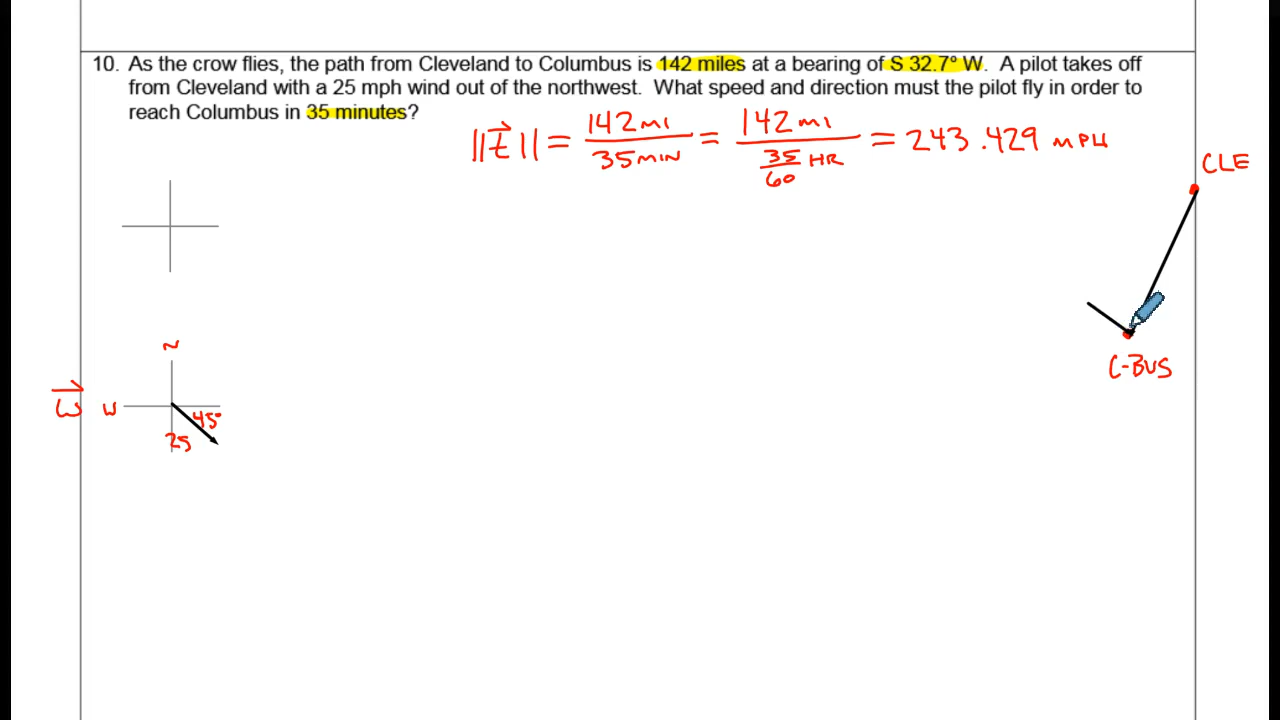 10. As the crow flies, the path from Cleveland to Columbus is 142 miles at a bearing of S 32.7° W. A pilot takes off
from Cleveland with a 25 mph wind out of the northwest. What speed and direction must the pilot fly in order to
reach Columbus in 35 minutes?
||t⃗|| = 142 MI / 35 MIN = 142 MI / 35/60 HR = 243.429 MPH
CLE
C-BUS
N
w⃗ W 45°
25